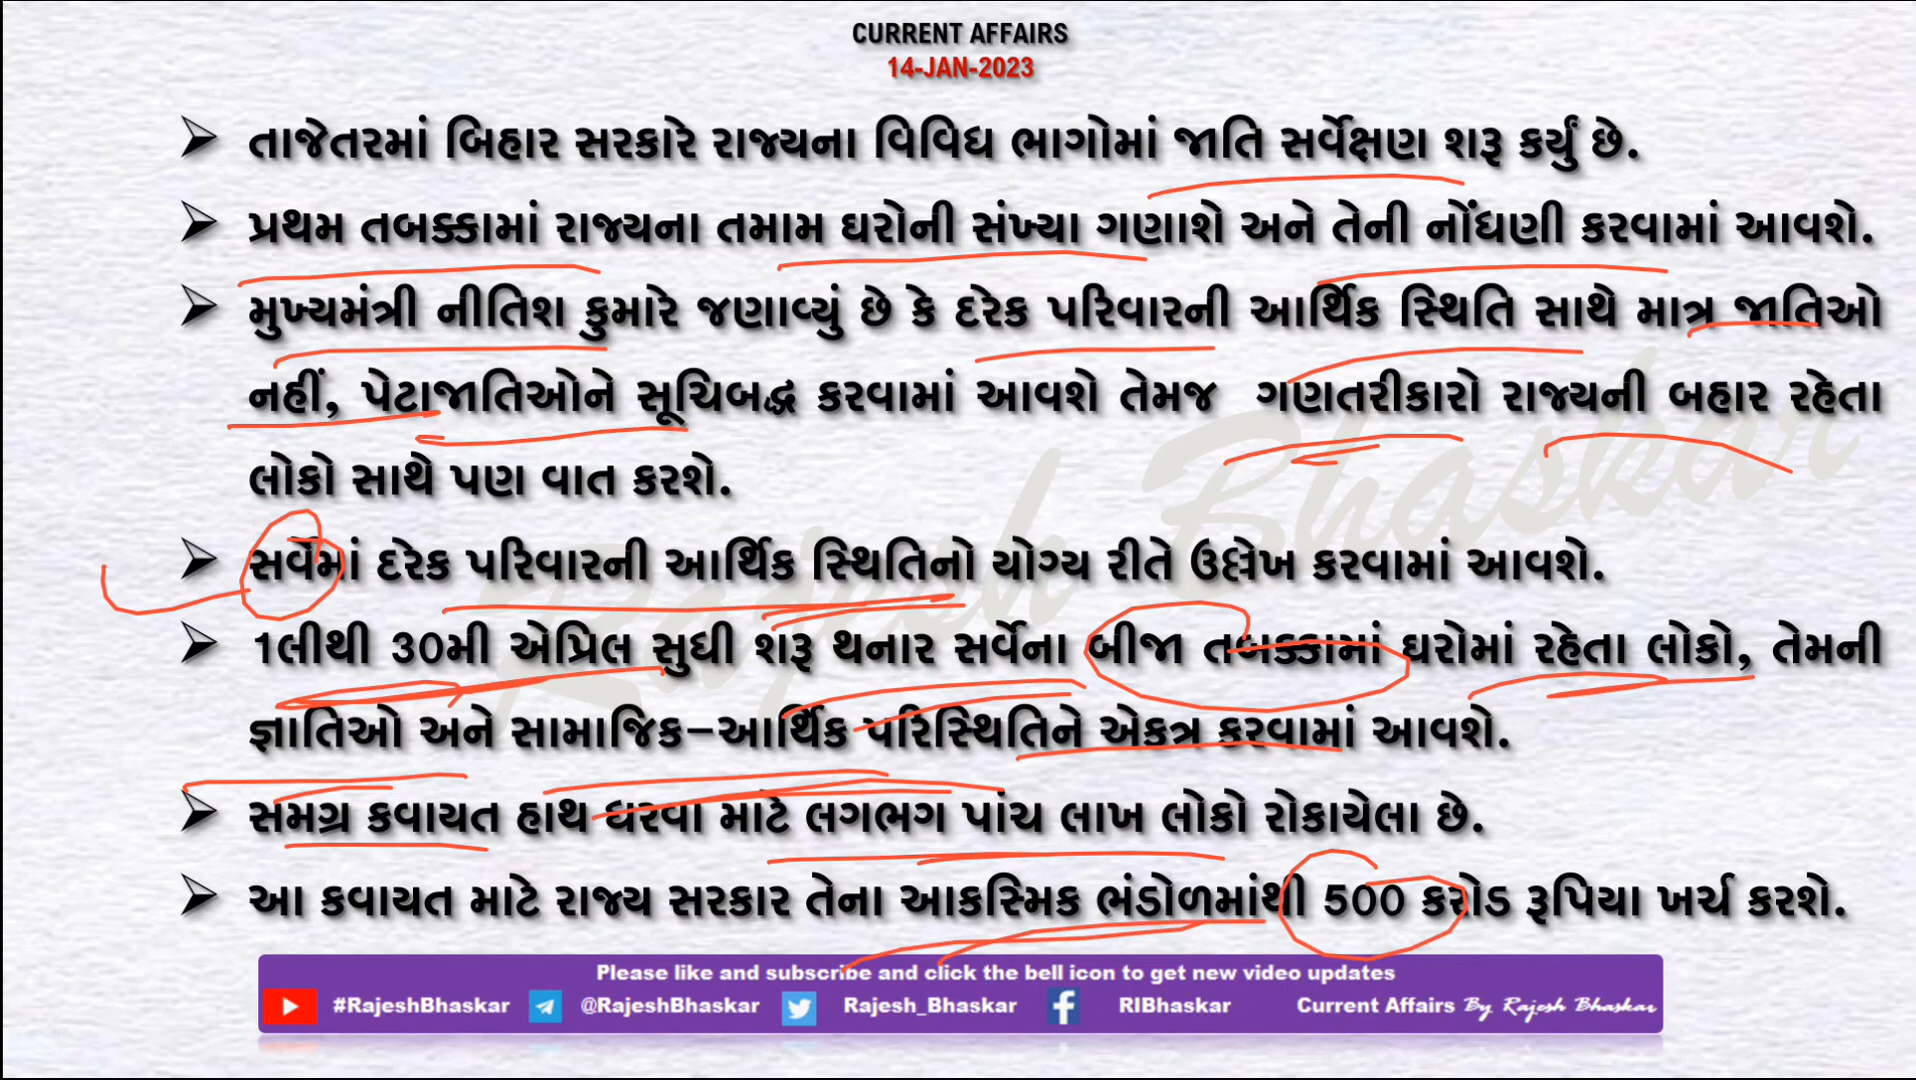 CURRENT AFFAIRS
14-JAN-2023
➢ તાજેતરમાં બિહાર સરકારે રાજ્યના વિવિધ ભાગોમાં જાતિ સર્વેક્ષણ શરૂ કર્યું છે.
➢ પ્રથમ તબક્કામાં રાજ્યના તમામ ઘરોની સંખ્યા ગણાશે અને તેની નોંધણી કરવામાં આવશે.
➢ મુખ્યમંત્રી નીતિશ કુમારે જણાવ્યું છે કે દરેક પરિવારની આર્થિક સ્થિતિ સાથે માત્ર જાતિઓ
નહીં, પેટાજાતિઓને સૂચિબદ્ધ કરવામાં આવશે તેમજ ગણતરીકારો રાજ્યની બહાર રહેતા
લોકો સાથે પણ વાત કરશે.
➢ સર્વેમાં દરેક પરિવારની આર્થિક સ્થિતિનો યોગ્ય રીતે ઉલ્લેખ કરવામાં આવશે.
➢ 1લીથી 30મી એપ્રિલ સુધી શરૂ થનાર સર્વેના બીજા તબક્કામાં ઘરોમાં રહેતા લોકો, તેમની
જ્ઞાતિઓ અને સામાજિક-આર્થિક પરિસ્થિતિને એકત્ર કરવામાં આવશે.
➢ સમગ્ર કવાયત હાથ ધરવા માટે લગભગ પાંચ લાખ લોકો રોકાયેલા છે.
➢ આ કવાયત માટે રાજ્ય સરકાર તેના આકસ્મિક ભંડોળમાંથી 500 કરોડ રૂપિયા ખર્ચ કરશે.
Rajesh Bhaskar
Please like and subscribe and click the bell icon to get new video updates
#RajeshBhaskar @RajeshBhaskar Rajesh_Bhaskar RIBhaskar Current Affairs By Rajesh Bhaskar